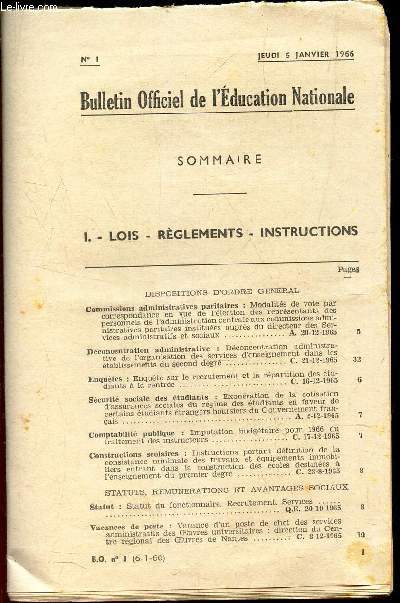 Nº 1 JEUDI 5 JANVIER 1966
Bulletin Officiel de l'Éducation Nationale
SOMMAIRE
I. - LOIS - RÈGLEMENTS - INSTRUCTIONS
Pages
DISPOSITIONS D'ORDRE GENERAL
Commissions administratives paritaires : Modalités de vote par
correspondance en vue de l'élection des représentants des
personnels de l'administration centrale aux commissions admi-
nistratives paritaires instituées auprès du directeur des Ser-
vices administratifs et sociaux ........ A. 20-12-1965 5
Déconcentration administrative : Déconcentration administra-
tive de l'organisation des services d'enseignement dans les
établissements du second degré ........ C. 21-12-1965 32
Enquêtes : Enquête sur le recrutement et la répartition des étu-
diants à la rentrée ........ C. 16-12-1965 6
Sécurité sociale des étudiants : Exonération de la cotisation
d'assurances sociales du régime des étudiants en faveur de
certains étudiants étrangers boursiers du Gouvernement fran-
çais ........ A. 4-12-1965 7
Comptabilité publique : Imputation budgétaire pour 1966 du
traitement des instructeurs ........ C. 17-12-1965 7
Constructions scolaires : Instructions portant définition de la
consistance minimale des travaux et équipements immobi-
liers entrant dans la construction des écoles destinées à
l'enseignement du premier degré ........ C. 23-8-1965 8
STATUTS, REMUNERATIONS ET AVANTAGES SOCIAUX
Statut : Statut du fonctionnaire. Recrutement. Services ......
Q.R. 20-10-1965 8
Vacances de poste : Vacance d'un poste de chef des services
administratifs des Œuvres universitaires : direction du Cen-
tre régional des Œuvres de Nantes ........ C. 8-12-1965 10
B.O. nº 1 (6-1-66) 1